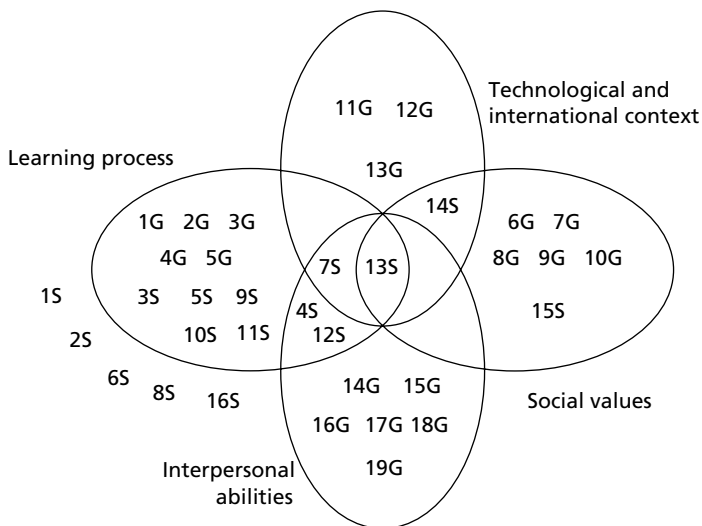 Technological and
international context
11G 12G
Learning process
13G
14S
1G 2G 3G
6G 7G
4G 5G
7S 13S
8G 9G 10G
1S
3S 5S 9S
4S
15S
2S
10S 11S 12S
6S
8S
16S
14G 15G
Social values
16G 17G 18G
Interpersonal
abilities
19G